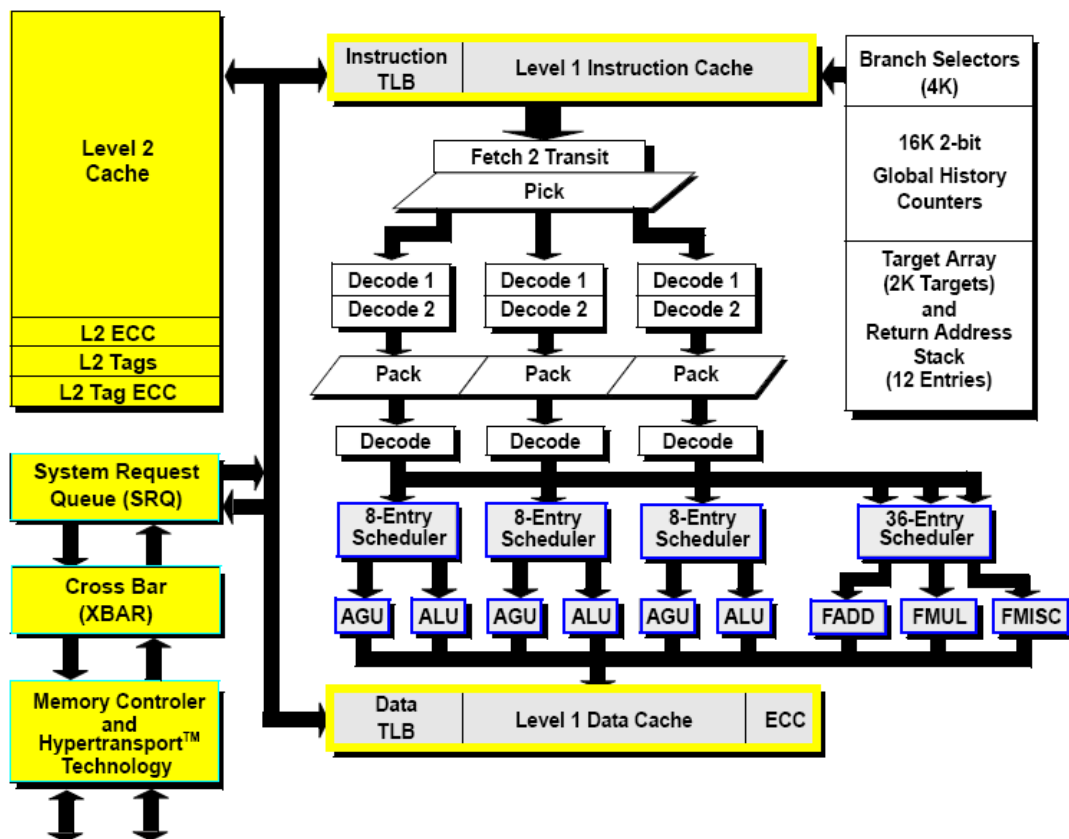 Level 2
Cache
L2 ECC
L2 Tags
L2 Tag ECC
System Request
Queue (SRQ)
Cross Bar
(XBAR)
Memory Controler
and
Hypertransport™
Technology
Instruction
TLB
Level 1 Instruction Cache
Fetch 2 Transit
Pick
Decode 1
Decode 2
Decode 1
Decode 2
Decode 1
Decode 2
Pack
Pack
Pack
Decode
Decode
Decode
8-Entry
Scheduler
8-Entry
Scheduler
8-Entry
Scheduler
36-Entry
Scheduler
AGU
ALU
AGU
ALU
AGU
ALU
FADD
FMUL
FMISC
Data
TLB
Level 1 Data Cache
ECC
Branch Selectors
(4K)
16K 2-bit
Global History
Counters
Target Array
(2K Targets)
and
Return Address
Stack
(12 Entries)